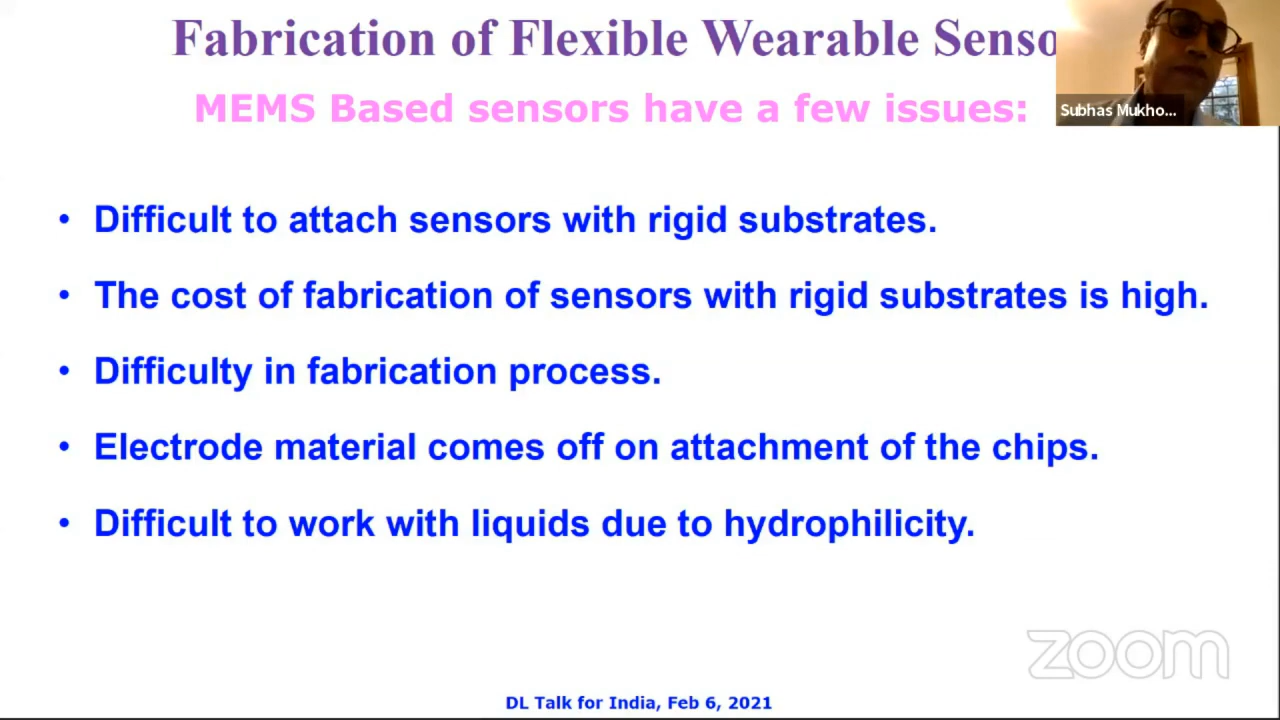 Fabrication of Flexible Wearable Senso
MEMS Based sensors have a few issues:
Subhas Mukho...
• Difficult to attach sensors with rigid substrates.
• The cost of fabrication of sensors with rigid substrates is high.
• Difficulty in fabrication process.
• Electrode material comes off on attachment of the chips.
• Difficult to work with liquids due to hydrophilicity.
zoom
DL Talk for India, Feb 6, 2021